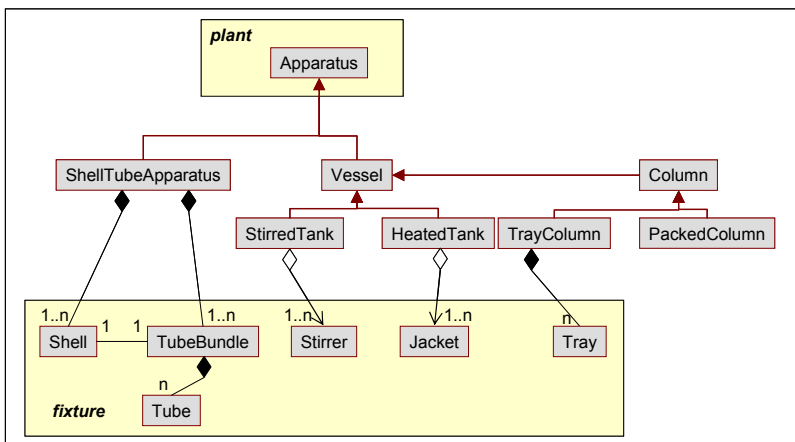 plant
Apparatus
ShellTubeApparatus
Vessel
Column
StirredTank
HeatedTank
TrayColumn
PackedColumn
1..n
1..n
1..n
1..n
n
1
1
Shell
TubeBundle
Stirrer
Jacket
Tray
n
Tube
fixture